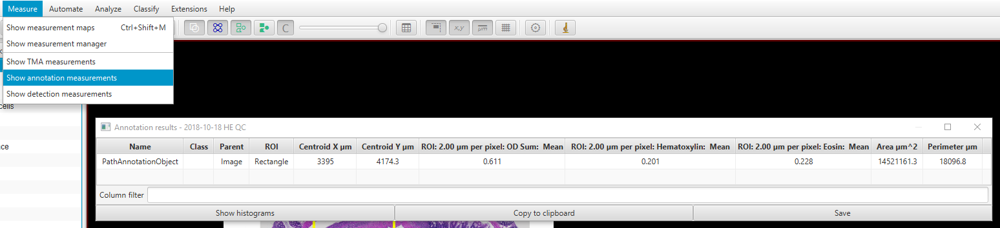 Measure Automate Analyze Classify Extensions Help
Show measurement maps Ctrl+Shift+M
C x,y µm
Show measurement manager
Show TMA measurements
Show annotation measurements
Show detection measurements
cells
Annotation results - 2018-10-18 HE QC
Name Class Parent ROI Centroid X µm Centroid Y µm ROI: 2.00 µm per pixel: OD Sum: Mean ROI: 2.00 µm per pixel: Hematoxylin: Mean ROI: 2.00 µm per pixel: Eosin: Mean Area µm^2 Perimeter µm
PathAnnotationObject Image Rectangle 3395 4174.3 0.611 0.201 0.228 14521161.3 18096.8
Column filter
Show histograms Copy to clipboard Save